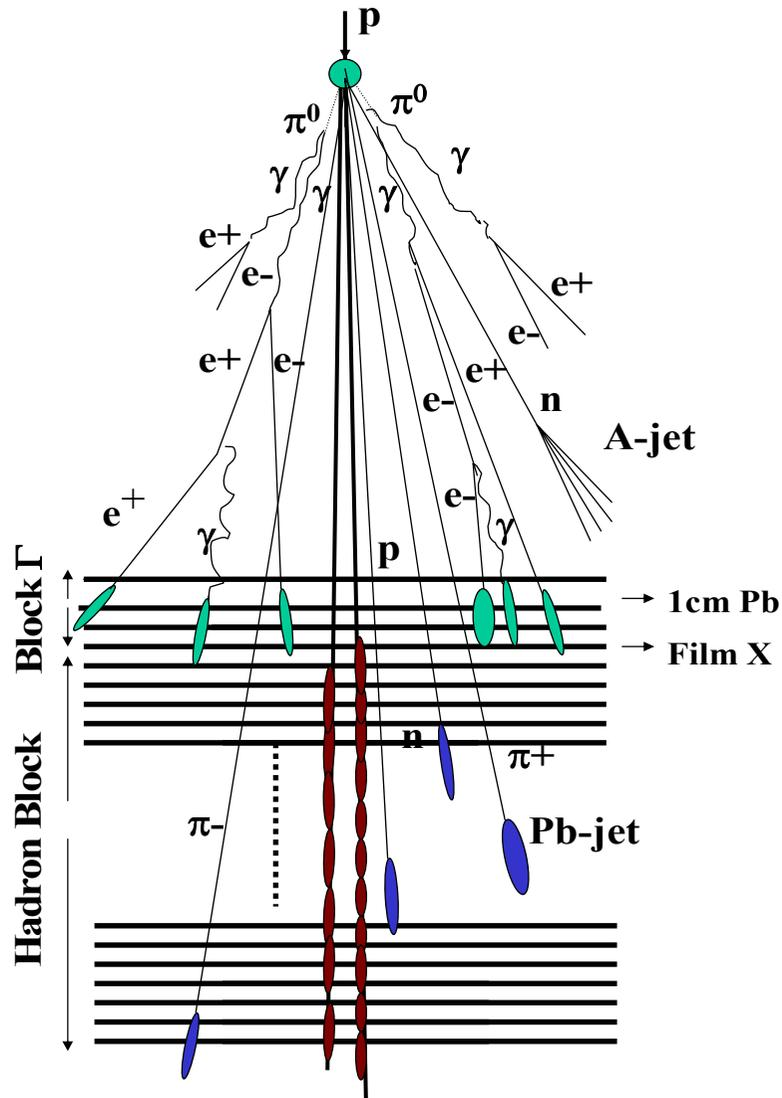 p
π⁰
π⁰
γ
γ
γ
γ
e+
e-
e+
e-
e+
e-
e+
e-
n
A-jet
e⁺
γ
e-
γ
p
Block Γ
1cm Pb
Film X
n
π+
Hadron Block
π-
Pb-jet